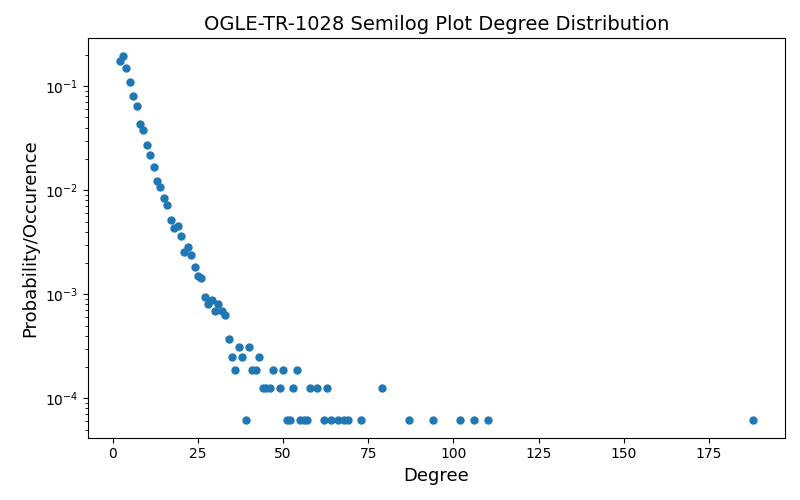 OGLE-TR-1028 Semilog Plot Degree Distribution
Probability/Occurence
10⁻¹
10⁻²
10⁻³
10⁻⁴
0 25 50 75 100 125 150 175
Degree